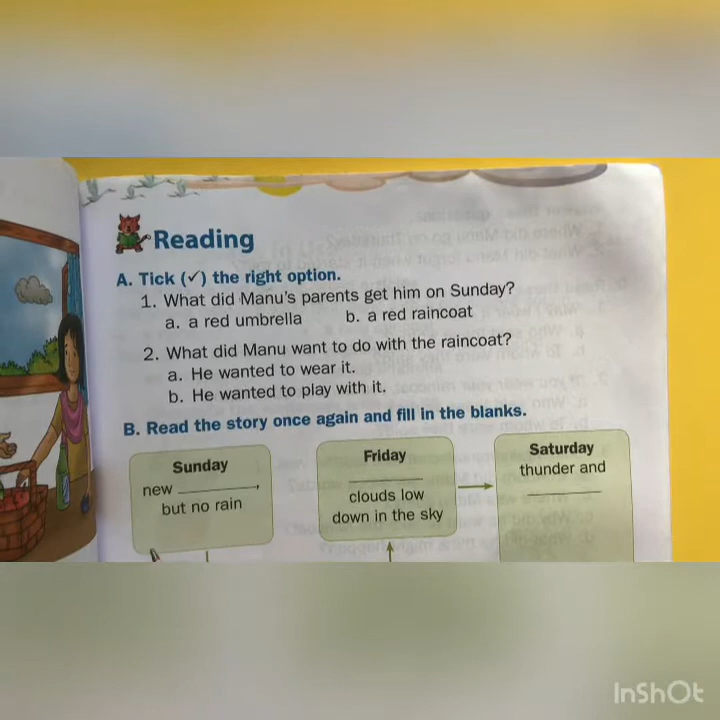 Reading
A. Tick (✓) the right option.
1. What did Manu's parents get him on Sunday?
a. a red umbrella b. a red raincoat
2. What did Manu want to do with the raincoat?
a. He wanted to wear it.
b. He wanted to play with it.
B. Read the story once again and fill in the blanks.
Sunday
new ________,
but no rain
Friday
________
clouds low
down in the sky
Saturday
thunder and
________
InShOt